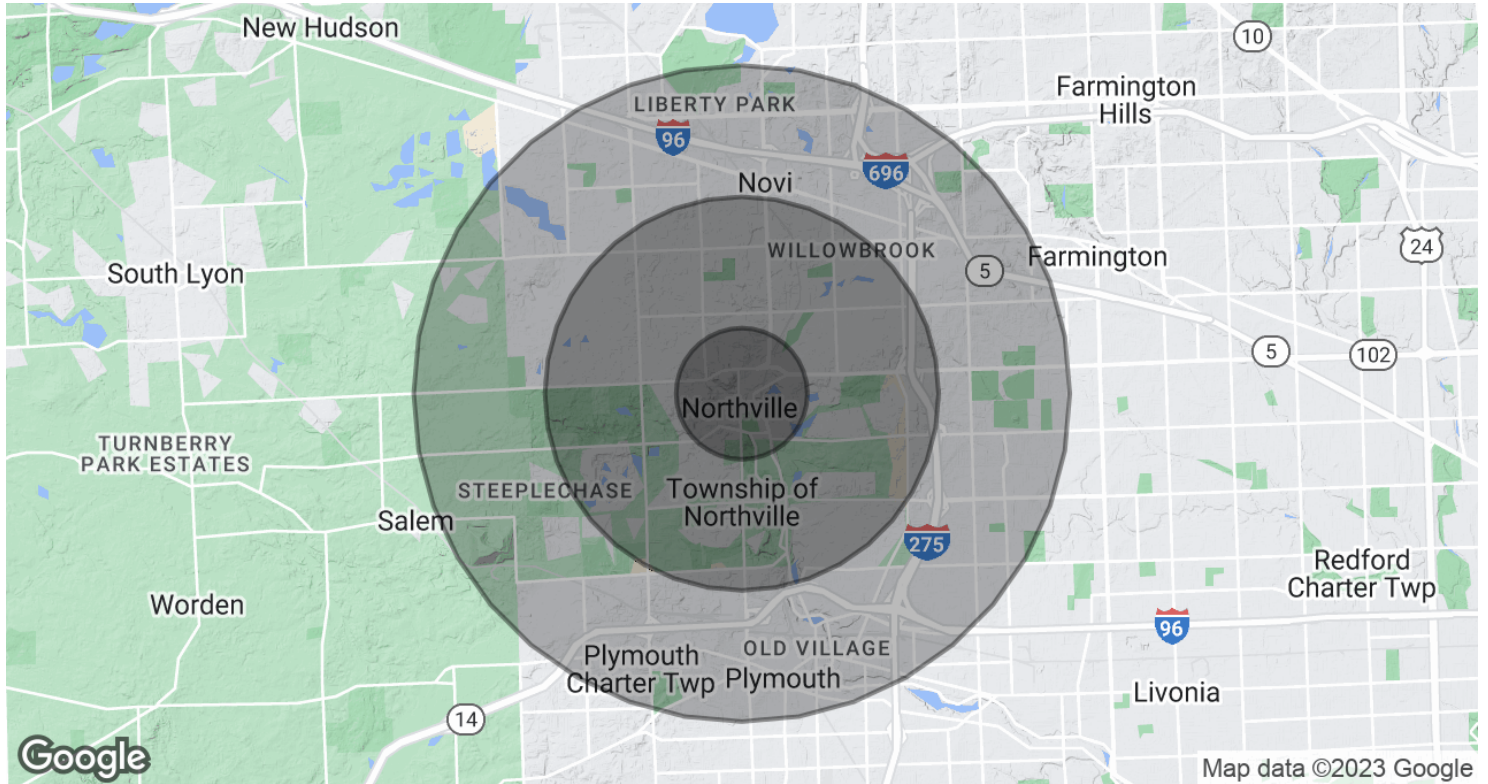 New Hudson
10
LIBERTY PARK
Farmington
Hills
96
696
Novi
24
WILLOWBROOK
Farmington
South Lyon
5
5
102
Northville
TURNBERRY
PARK ESTATES
STEEPLECHASE
Township of
Northville
Salem
275
Redford
Charter Twp
Worden
96
OLD VILLAGE
Plymouth
Charter Twp
Plymouth
Livonia
14
Google
Map data ©2023 Google